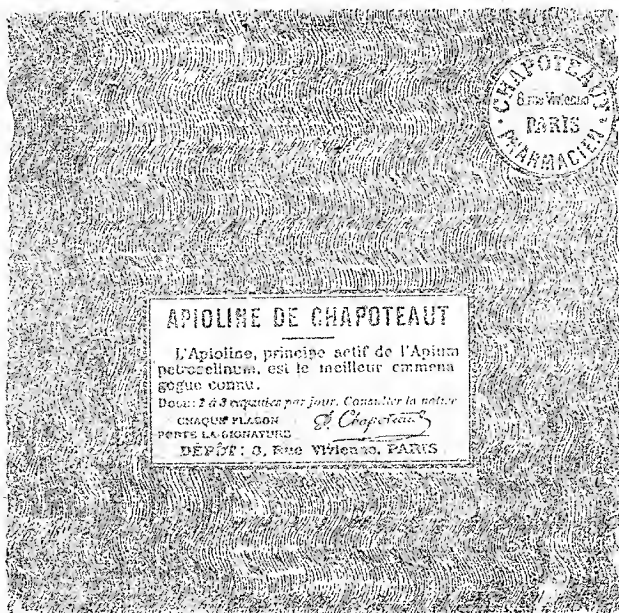 CHAPOTEAUT
8 rue Vivienne
PARIS
PHARMACIEN
APIOLINE DE CHAPOTEAUT
L'Apioline, principe actif de l'Apium
petroselinum, est le meilleur emména
gogue connu.
Dose: 2 à 3 capsules par jour. Consulter la notice
CHAQUE FLACON
PORTE LA SIGNATURE
Chapoteaut
DÉPÔT: 8, Rue Vivienne, PARIS